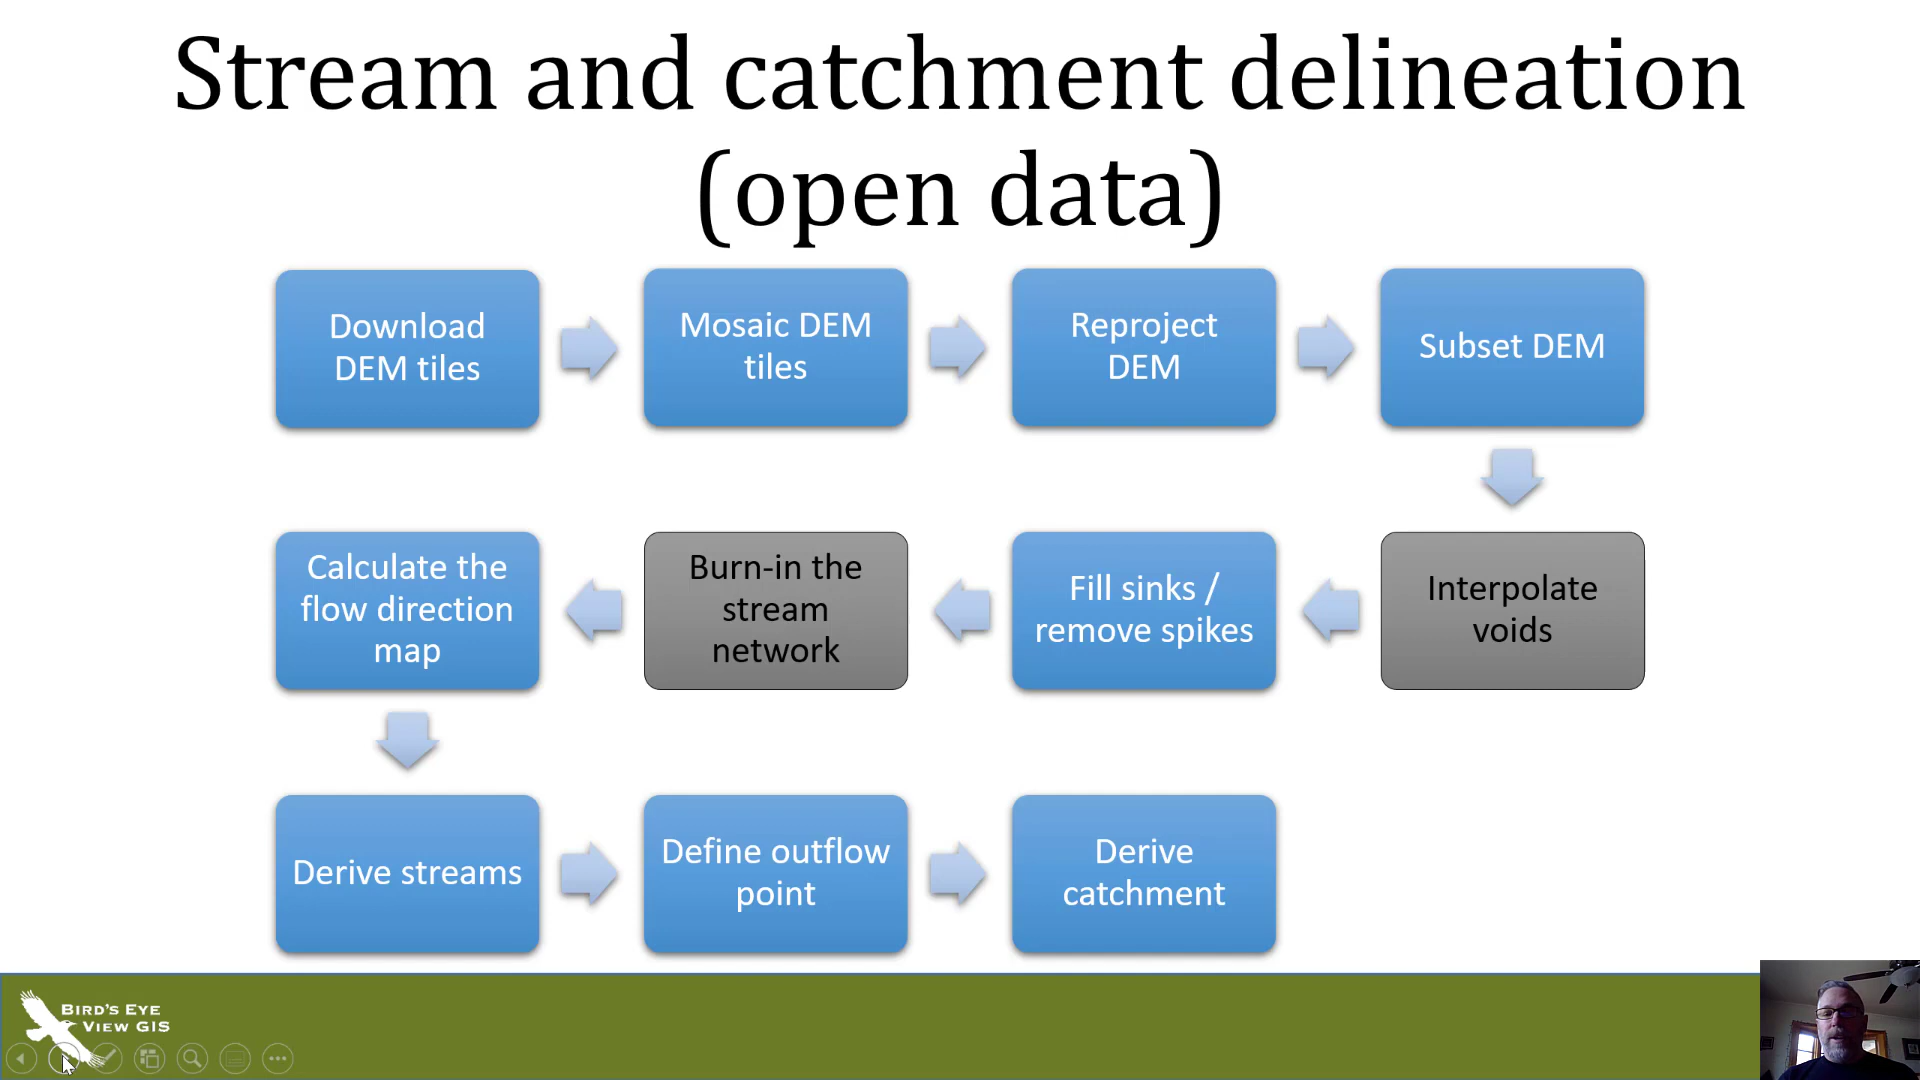 Stream and catchment delineation
(open data)
Download
DEM tiles
Mosaic DEM
tiles
Reproject
DEM
Subset DEM
Interpolate
voids
Fill sinks /
remove spikes
Burn-in the
stream
network
Calculate the
flow direction
map
Derive streams
Define outflow
point
Derive
catchment
BIRD'S EYE
VIEW GIS